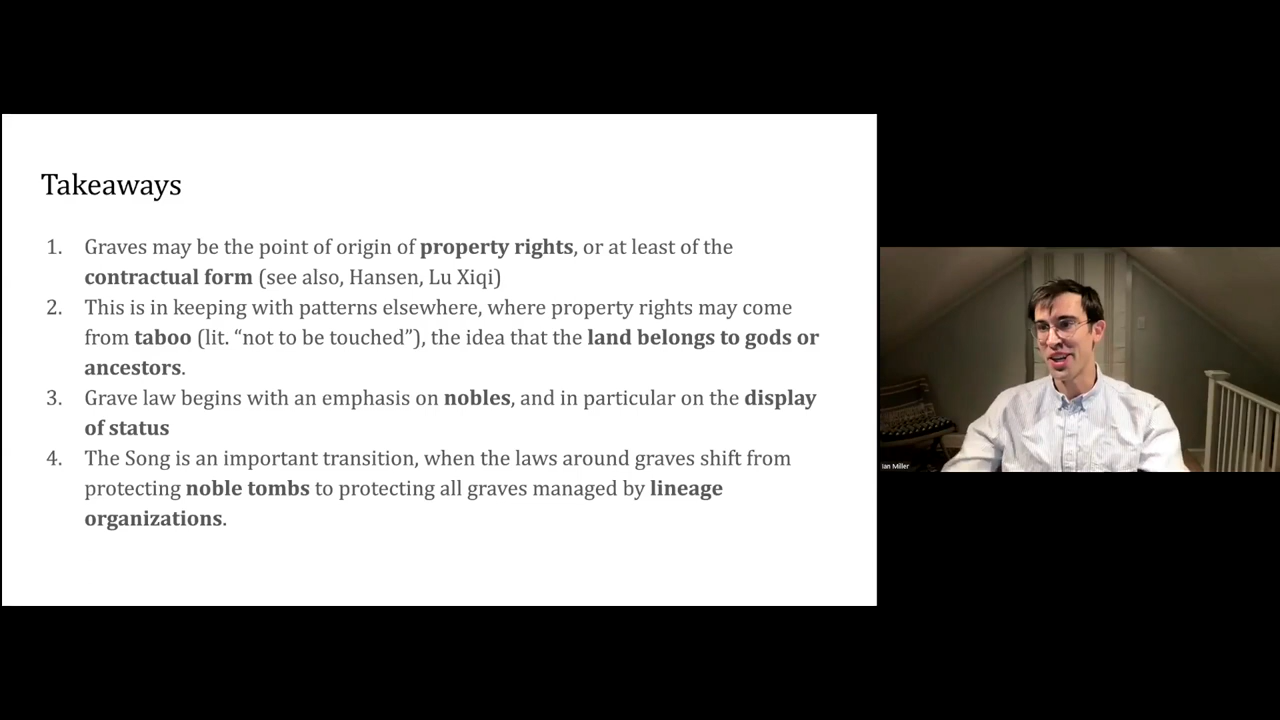 Takeaways
1. Graves may be the point of origin of property rights, or at least of the
contractual form (see also, Hansen, Lu Xiqi)
2. This is in keeping with patterns elsewhere, where property rights may come
from taboo (lit. “not to be touched”), the idea that the land belongs to gods or
ancestors.
3. Grave law begins with an emphasis on nobles, and in particular on the display
of status
4. The Song is an important transition, when the laws around graves shift from
protecting noble tombs to protecting all graves managed by lineage
organizations.
Ian Miller